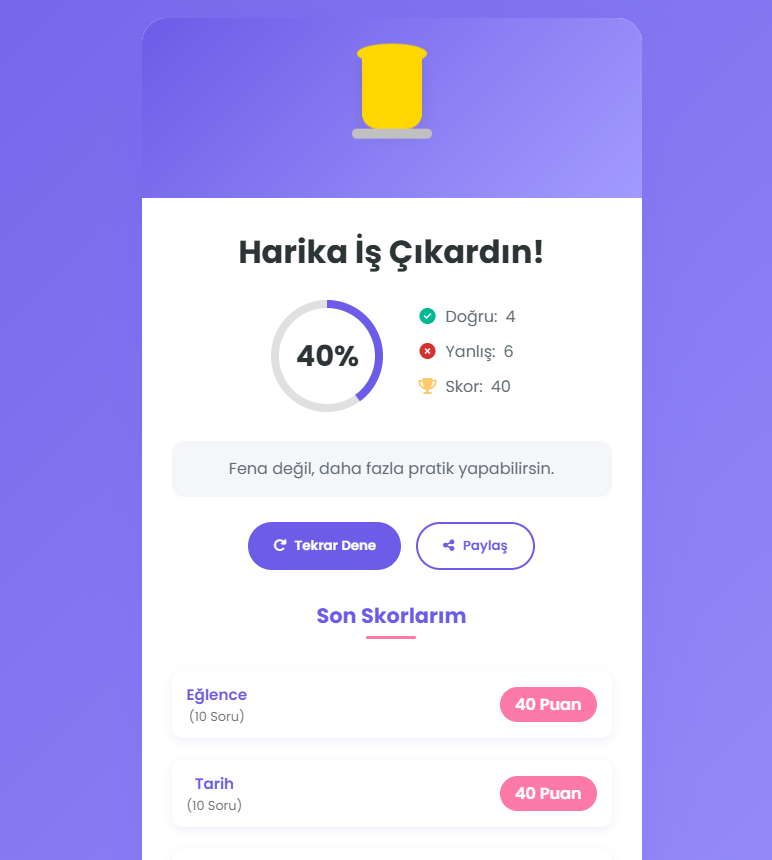 Harika İş Çıkardın!
40%
Doğru: 4
Yanlış: 6
Skor: 40
Fena değil, daha fazla pratik yapabilirsin.
Tekrar Dene
Paylaş
Son Skorlarım
Eğlence
(10 Soru)
40 Puan
Tarih
(10 Soru)
40 Puan